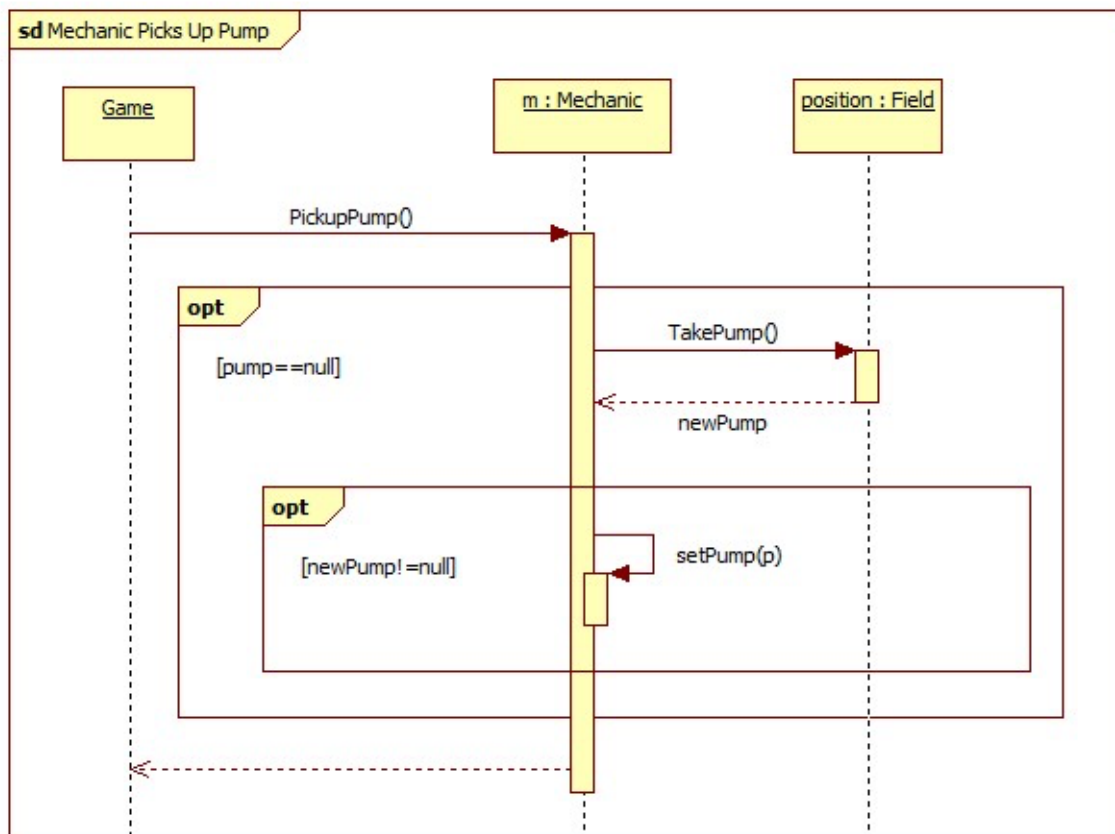 sd Mechanic Picks Up Pump
Game
m : Mechanic
position : Field
PickupPump()
opt
[pump==null]
TakePump()
newPump
opt
[newPump!=null]
setPump(p)